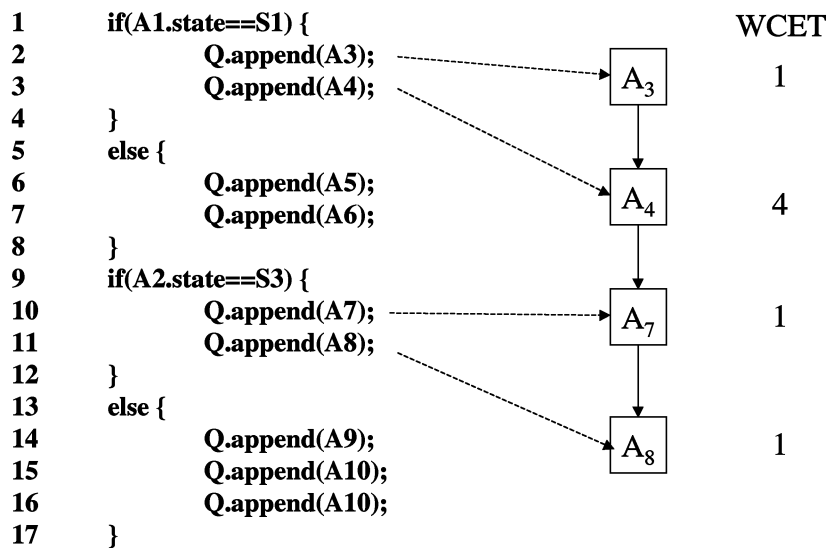 1 if(A1.state==S1) { WCET
2 Q.append(A3); A3 1
3 Q.append(A4);
4 }
5 else {
6 Q.append(A5); A4 4
7 Q.append(A6);
8 }
9 if(A2.state==S3) {
10 Q.append(A7); A7 1
11 Q.append(A8);
12 }
13 else {
14 Q.append(A9); A8 1
15 Q.append(A10);
16 Q.append(A10);
17 }